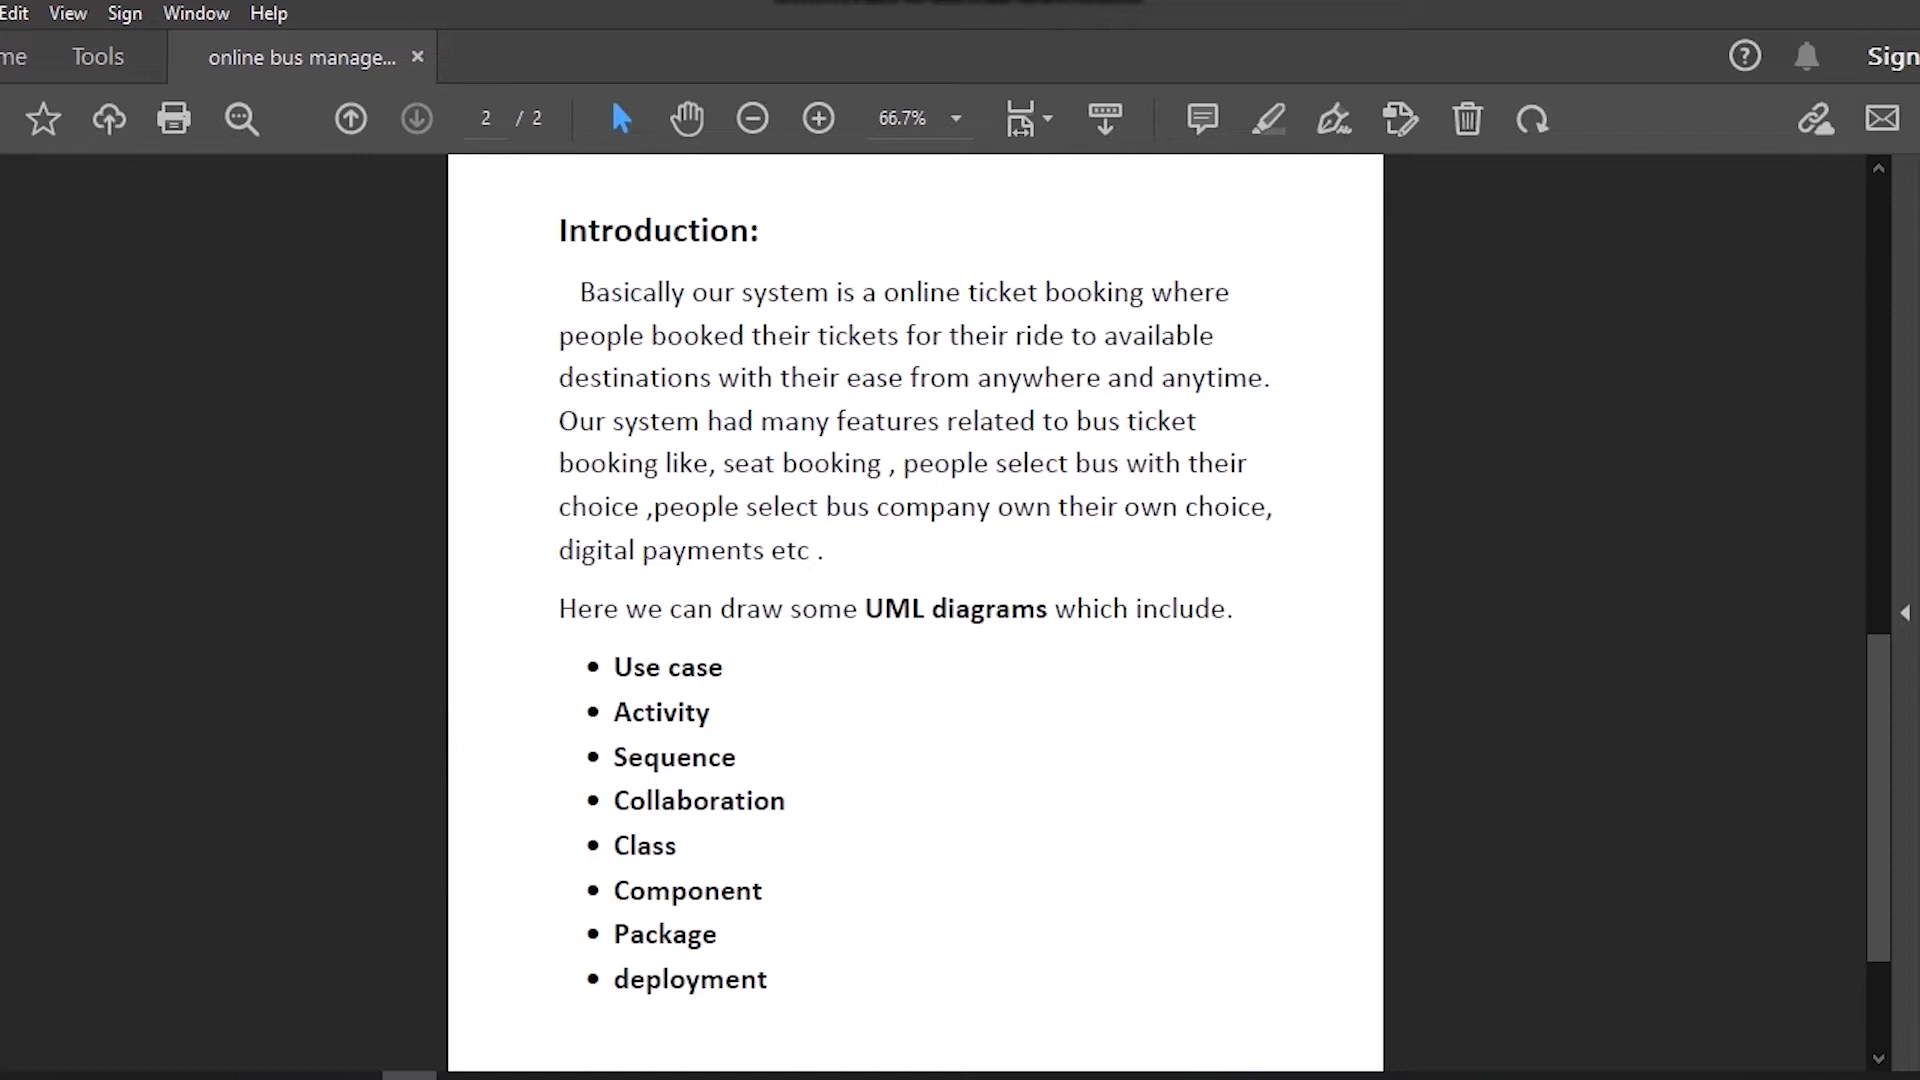 Edit View Sign Window Help
me Tools online bus manage... × Sign
2 / 2 66.7%
Introduction:
Basically our system is a online ticket booking where
people booked their tickets for their ride to available
destinations with their ease from anywhere and anytime.
Our system had many features related to bus ticket
booking like, seat booking , people select bus with their
choice ,people select bus company own their own choice,
digital payments etc .
Here we can draw some UML diagrams which include.
• Use case
• Activity
• Sequence
• Collaboration
• Class
• Component
• Package
• deployment